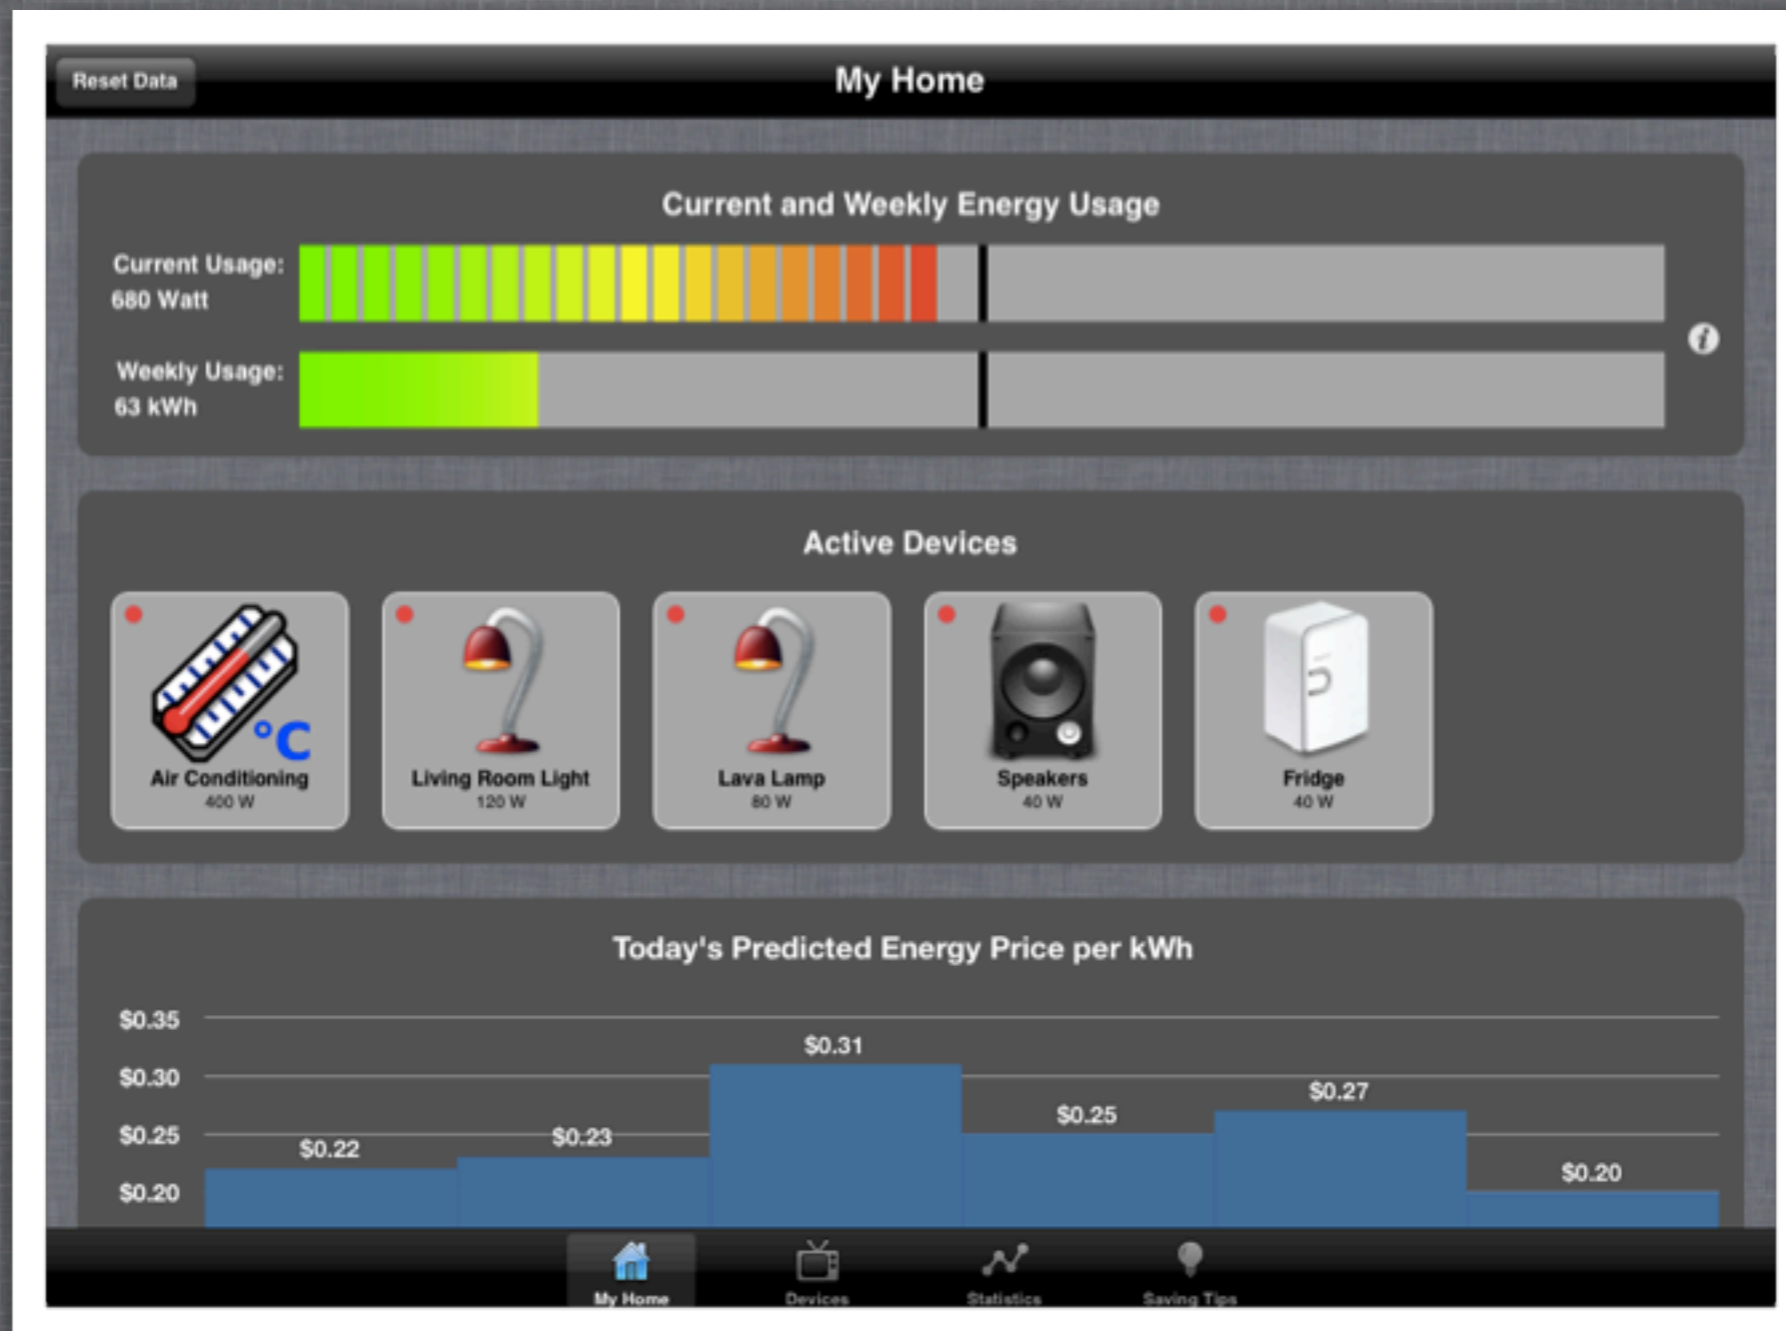 Reset Data
My Home
Current and Weekly Energy Usage
Current Usage:
680 Watt
Weekly Usage:
63 kWh
i
Active Devices
°C
Air Conditioning
400 W
Living Room Light
120 W
Lava Lamp
80 W
Speakers
40 W
Fridge
40 W
Today's Predicted Energy Price per kWh
$0.35
$0.30
$0.25
$0.20
$0.22
$0.23
$0.31
$0.25
$0.27
$0.20
My Home
Devices
Statistics
Saving Tips